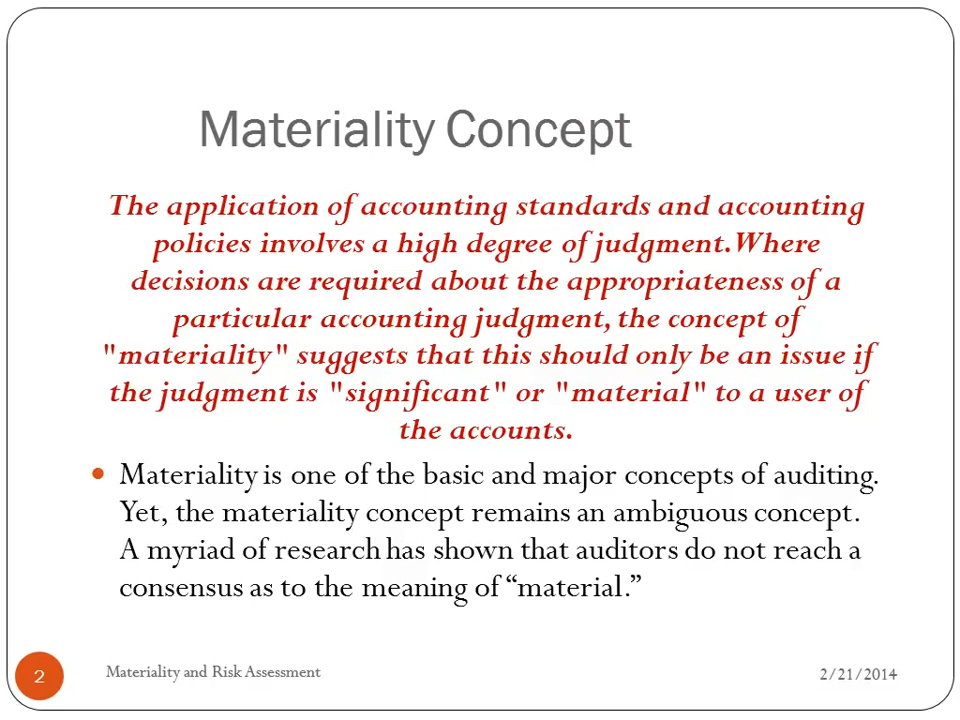 Materiality Concept
The application of accounting standards and accounting
policies involves a high degree of judgment. Where
decisions are required about the appropriateness of a
particular accounting judgment, the concept of
"materiality" suggests that this should only be an issue if
the judgment is "significant" or "material" to a user of
the accounts.
Materiality is one of the basic and major concepts of auditing.
Yet, the materiality concept remains an ambiguous concept.
A myriad of research has shown that auditors do not reach a
consensus as to the meaning of “material.”
2
Materiality and Risk Assessment
2/21/2014